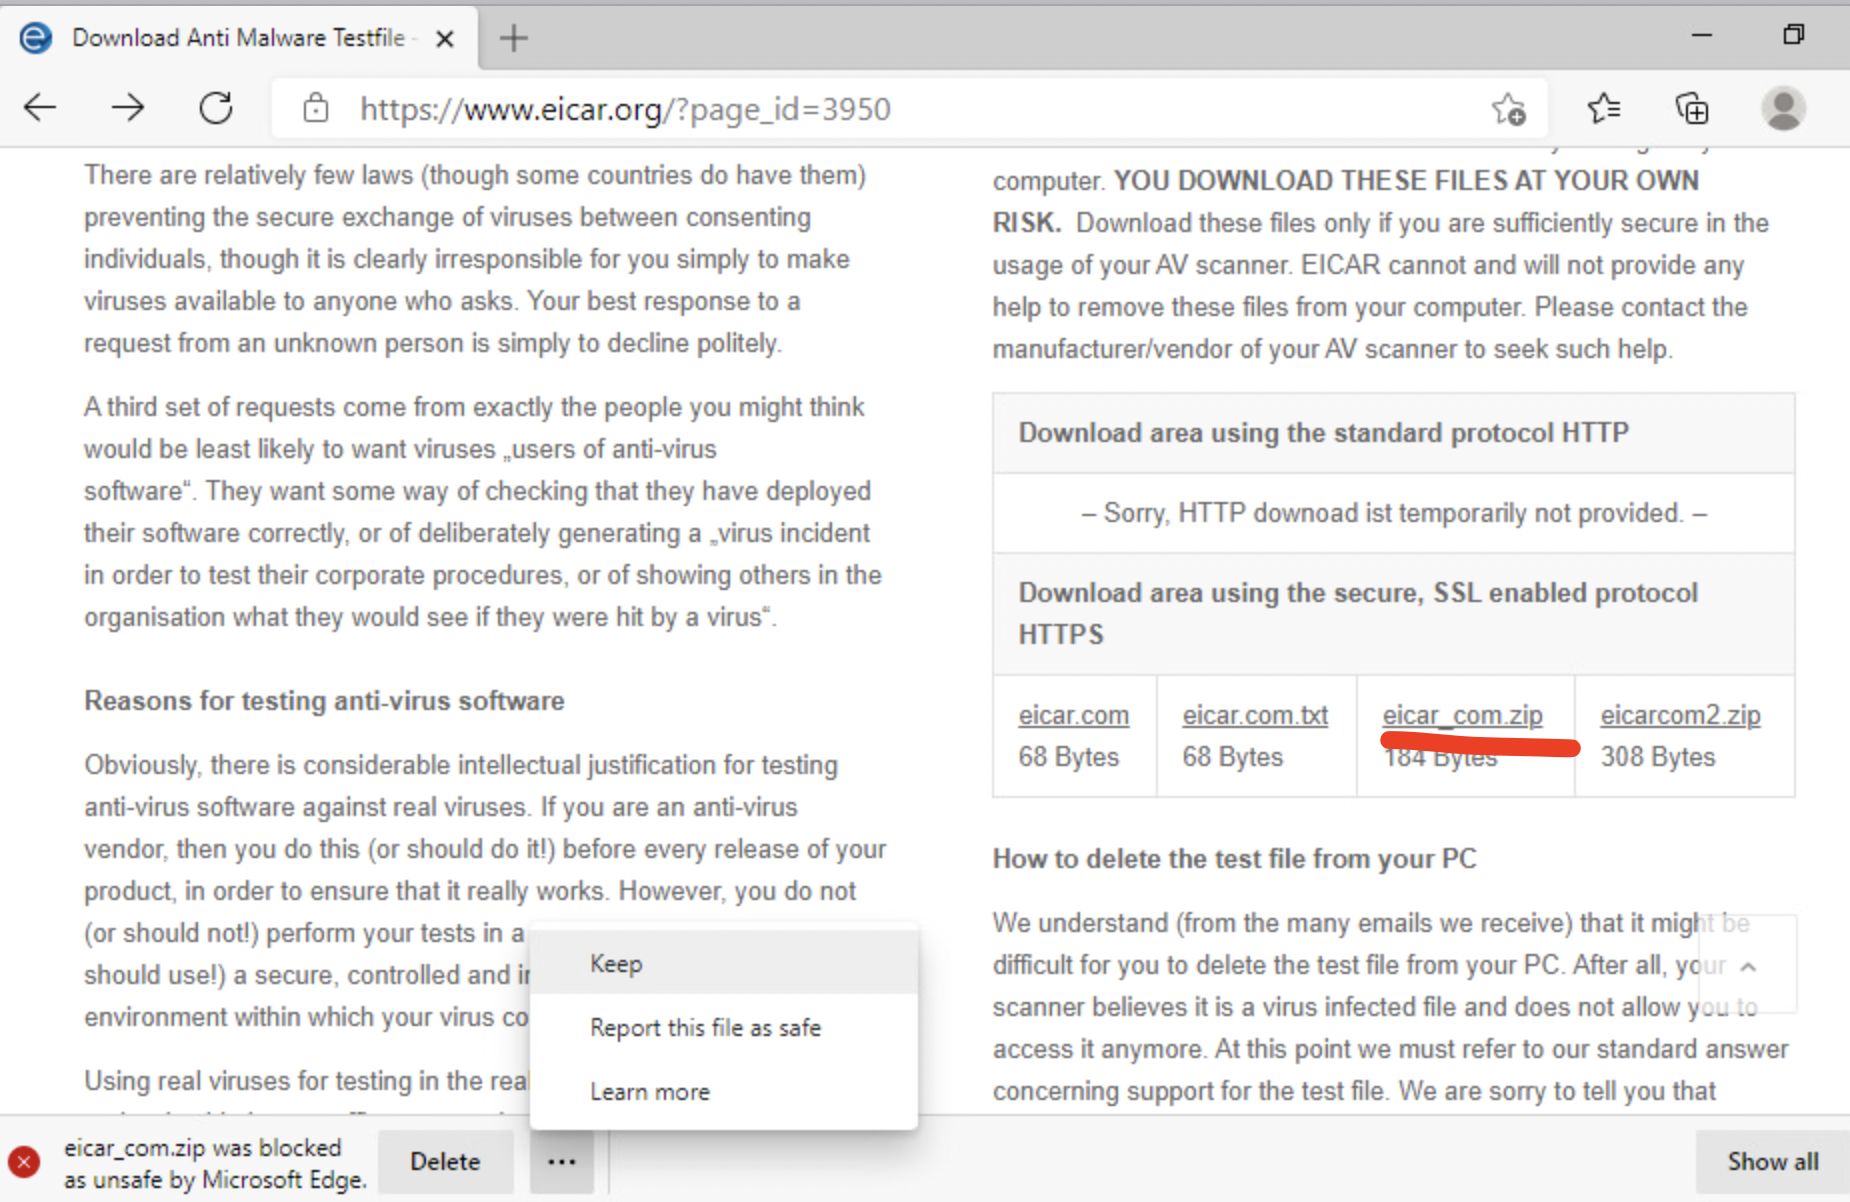 Download Anti Malware Testfile -
https://www.eicar.org/?page_id=3950
There are relatively few laws (though some countries do have them)
preventing the secure exchange of viruses between consenting
individuals, though it is clearly irresponsible for you simply to make
viruses available to anyone who asks. Your best response to a
request from an unknown person is simply to decline politely.
A third set of requests come from exactly the people you might think
would be least likely to want viruses „users of anti-virus
software“. They want some way of checking that they have deployed
their software correctly, or of deliberately generating a „virus incident
in order to test their corporate procedures, or of showing others in the
organisation what they would see if they were hit by a virus“.
Reasons for testing anti-virus software
Obviously, there is considerable intellectual justification for testing
anti-virus software against real viruses. If you are an anti-virus
vendor, then you do this (or should do it!) before every release of your
product, in order to ensure that it really works. However, you do not
(or should not!) perform your tests in a
should use!) a secure, controlled and
environment within which your virus
Using real viruses for testing in the
computer. YOU DOWNLOAD THESE FILES AT YOUR OWN
RISK. Download these files only if you are sufficiently secure in the
usage of your AV scanner. EICAR cannot and will not provide any
help to remove these files from your computer. Please contact the
manufacturer/vendor of your AV scanner to seek such help.
Download area using the standard protocol HTTP
– Sorry, HTTP downoad ist temporarily not provided. –
Download area using the secure, SSL enabled protocol
HTTPS
eicar.com
68 Bytes
eicar.com.txt
68 Bytes
eicar_com.zip
184 Bytes
eicarcom2.zip
308 Bytes
How to delete the test file from your PC
We understand (from the many emails we receive) that it might be
difficult for you to delete the test file from your PC. After all, your
scanner believes it is a virus infected file and does not allow you to
access it anymore. At this point we must refer to our standard answer
concerning support for the test file. We are sorry to tell you that
Keep
Report this file as safe
Learn more
eicar_com.zip was blocked
as unsafe by Microsoft Edge.
Delete
...
Show all